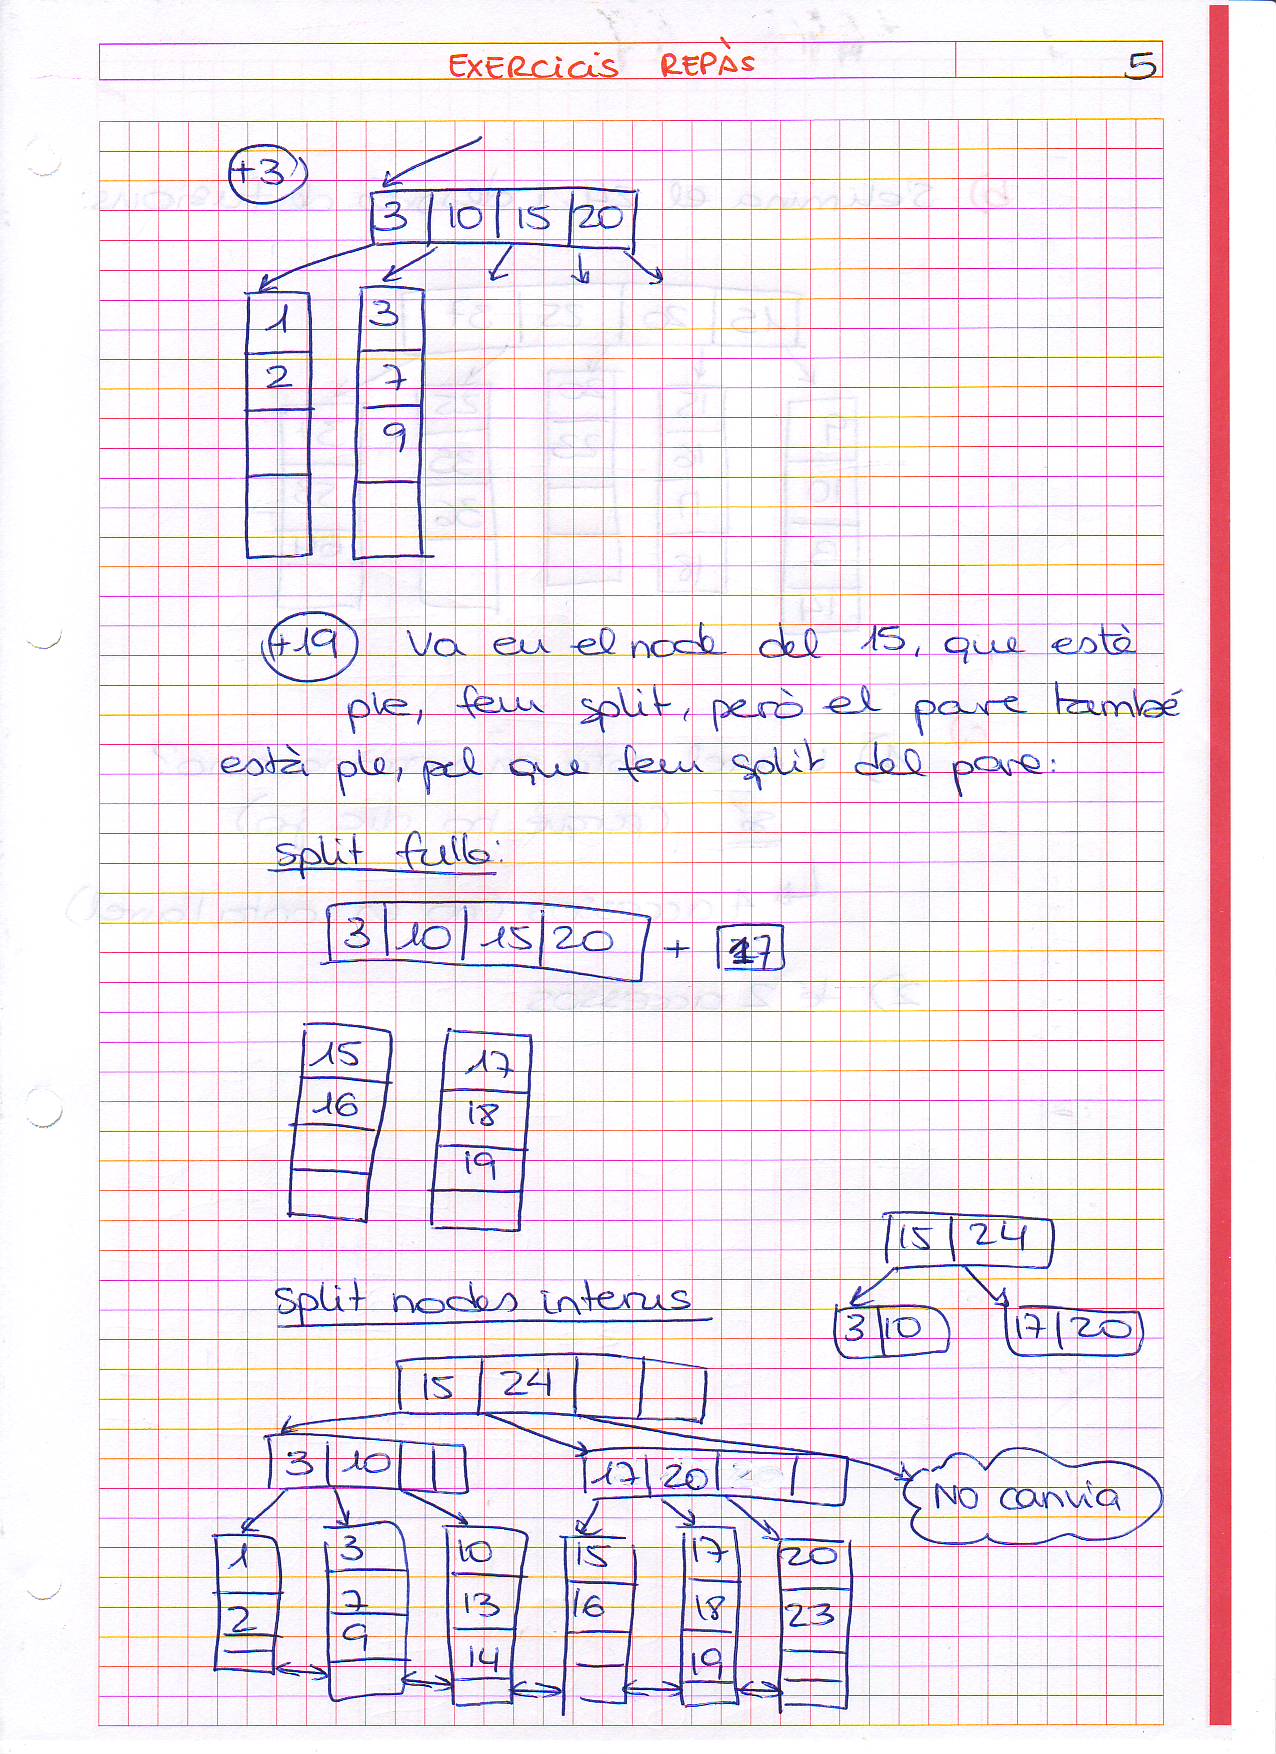 EXERCICIS REPÀS 5
+3
3 10 15 20
1 3
2 7
9
+19 Va en el node del 15, que està
ple, fem split, però el pare també
està ple, pel que fem split del pare:
split fulla:
3 10 15 20 + 17
15 17
16 18
19
15 24
split nodes interns
3 10 17 20
15 24
3 10 17 20 No canvia
1 3 10 15 17 20
2 7 13 16 18 23
9 14 19